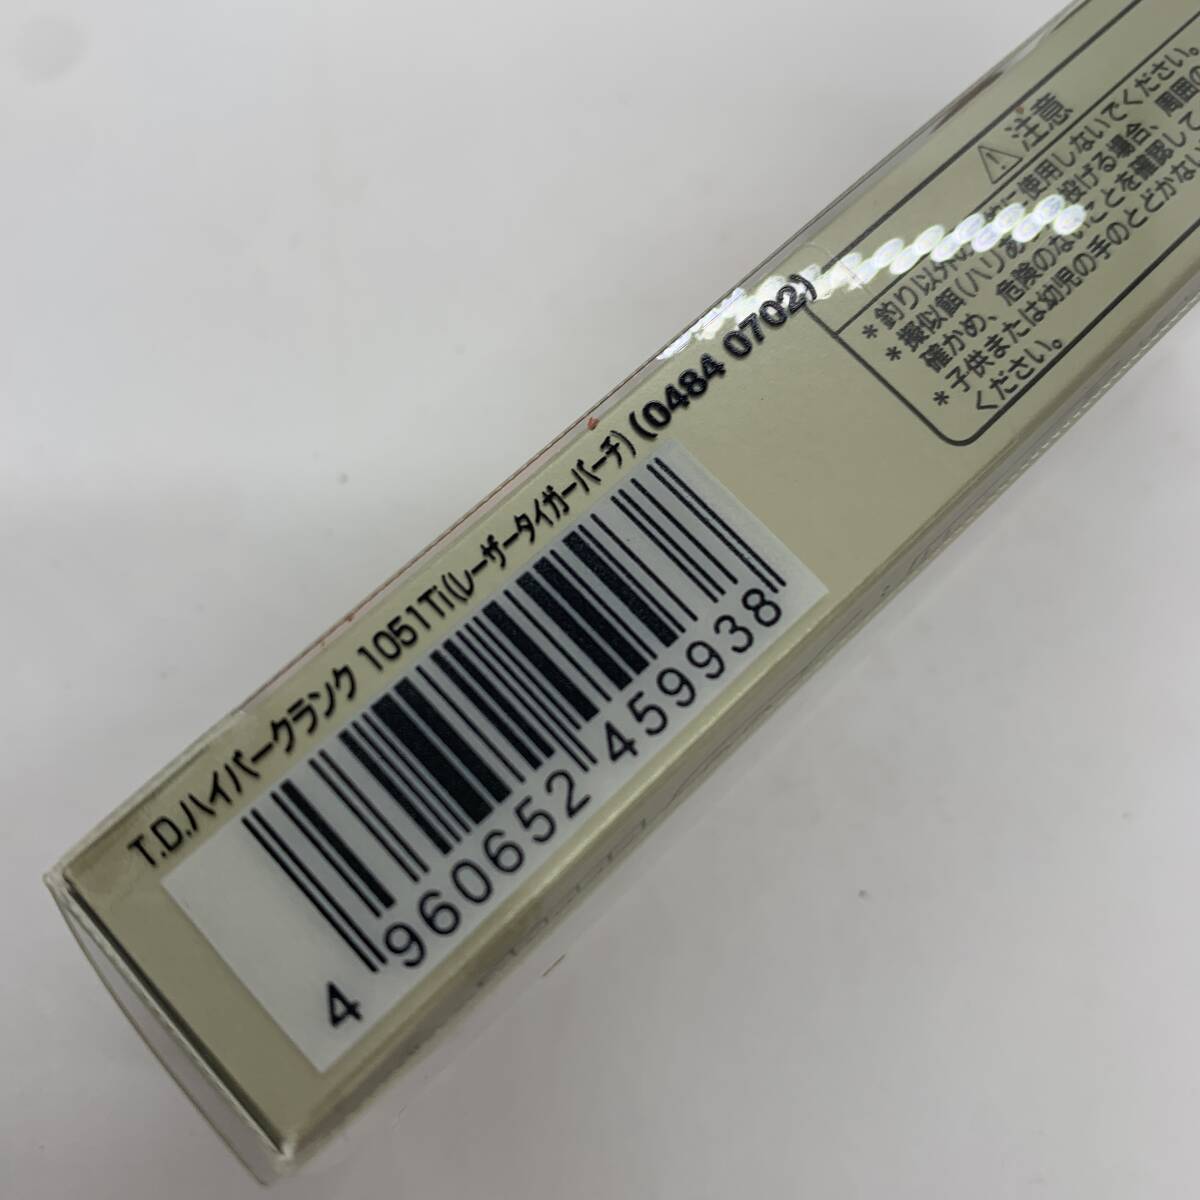 T.D.ハイパークランク 1051Ti(レーザータイガーパーチ) (0484 0702)
4 960652 459938
注意
*釣り以外の に使用しないでください。
*擬似餌(ハリあ 投げる場合、周囲の
確かめ、危険のないことを確認して
*子供または幼児の手のとどかない
ください。